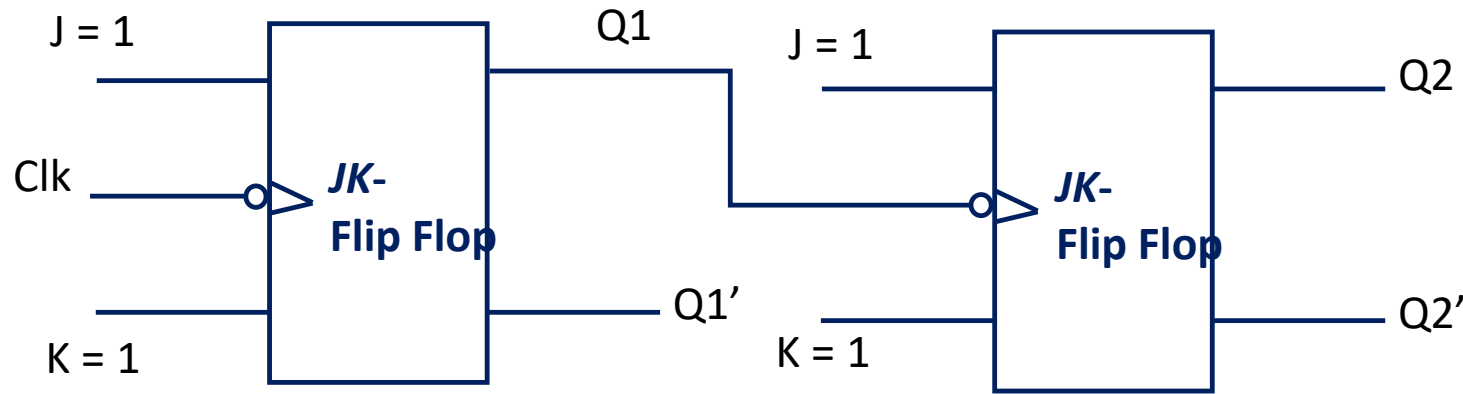 J = 1
Clk
K = 1
JK-
Flip Flop
Q1
Q1’
J = 1
K = 1
JK-
Flip Flop
Q2
Q2’